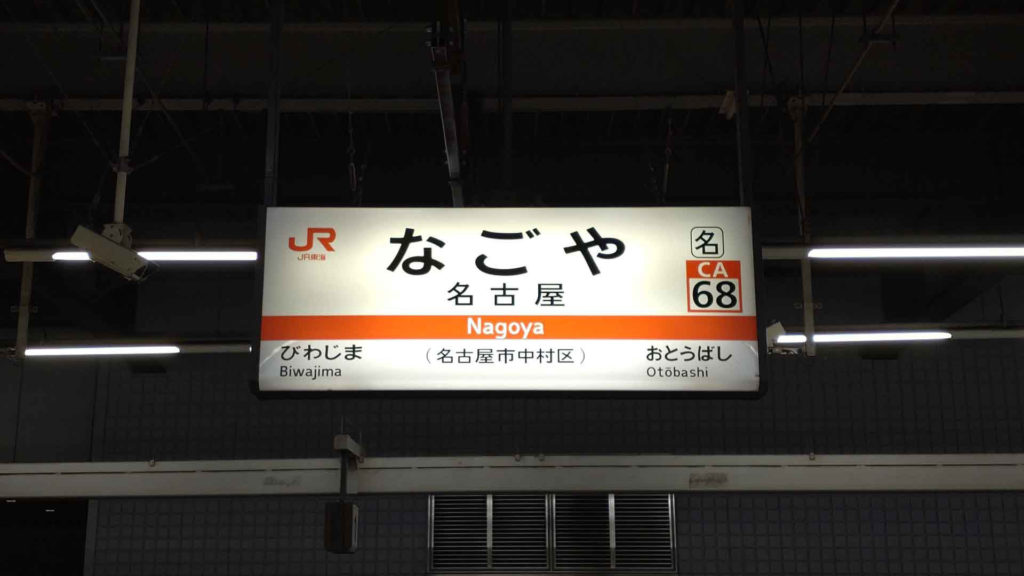 JR
JR東海
なごや
名古屋
名
CA
68
Nagoya
びわじま
Biwajima
(名古屋市中村区)
おとうばし
Otōbashi